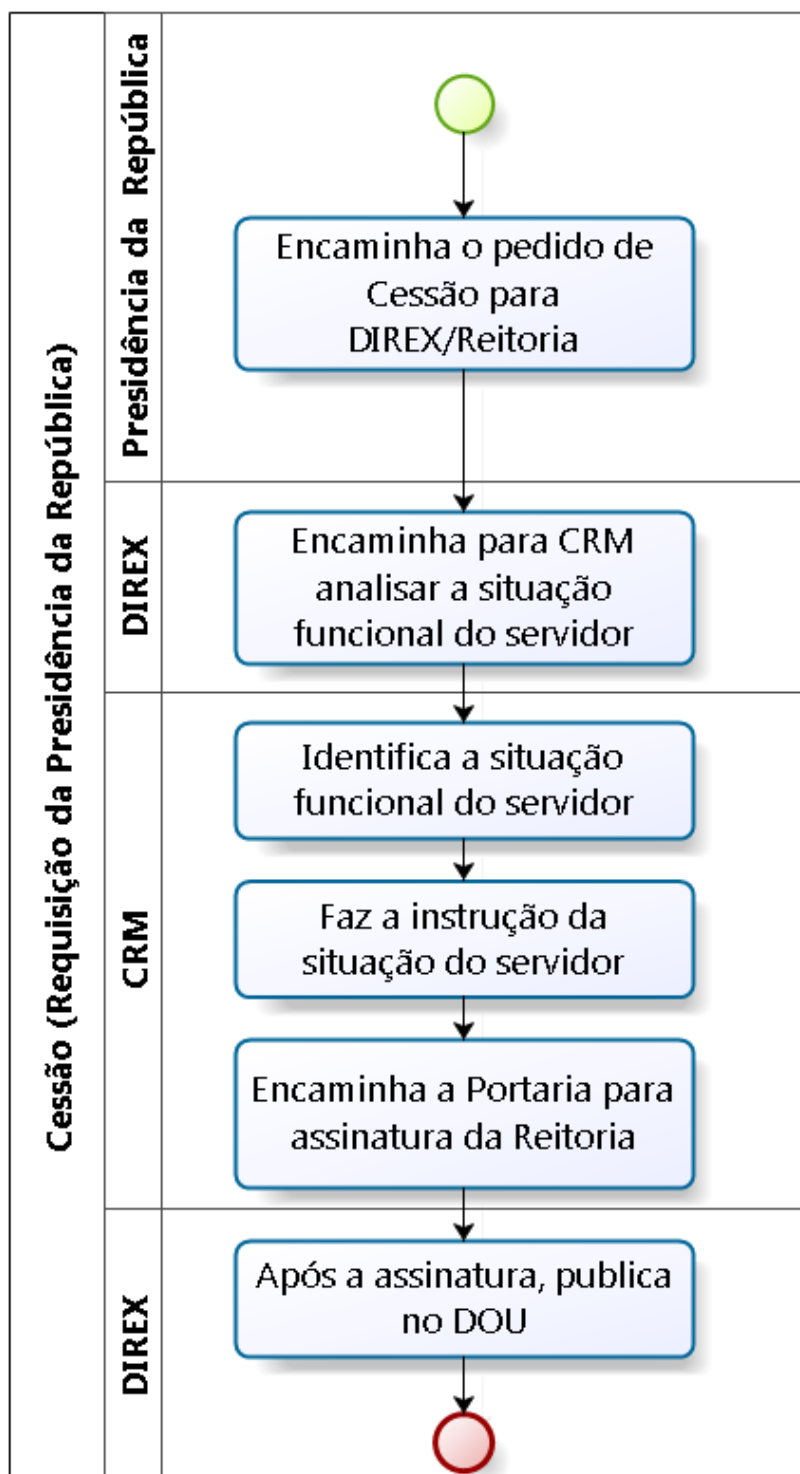 Cessão (Requisição da Presidência da República)
Presidência da República
Encaminha o pedido de
Cessão para
DIREX/Reitoria
DIREX
Encaminha para CRM
analisar a situação
funcional do servidor
CRM
Identifica a situação
funcional do servidor
Faz a instrução da
situação do servidor
Encaminha a Portaria para
assinatura da Reitoria
DIREX
Após a assinatura, publica
no DOU